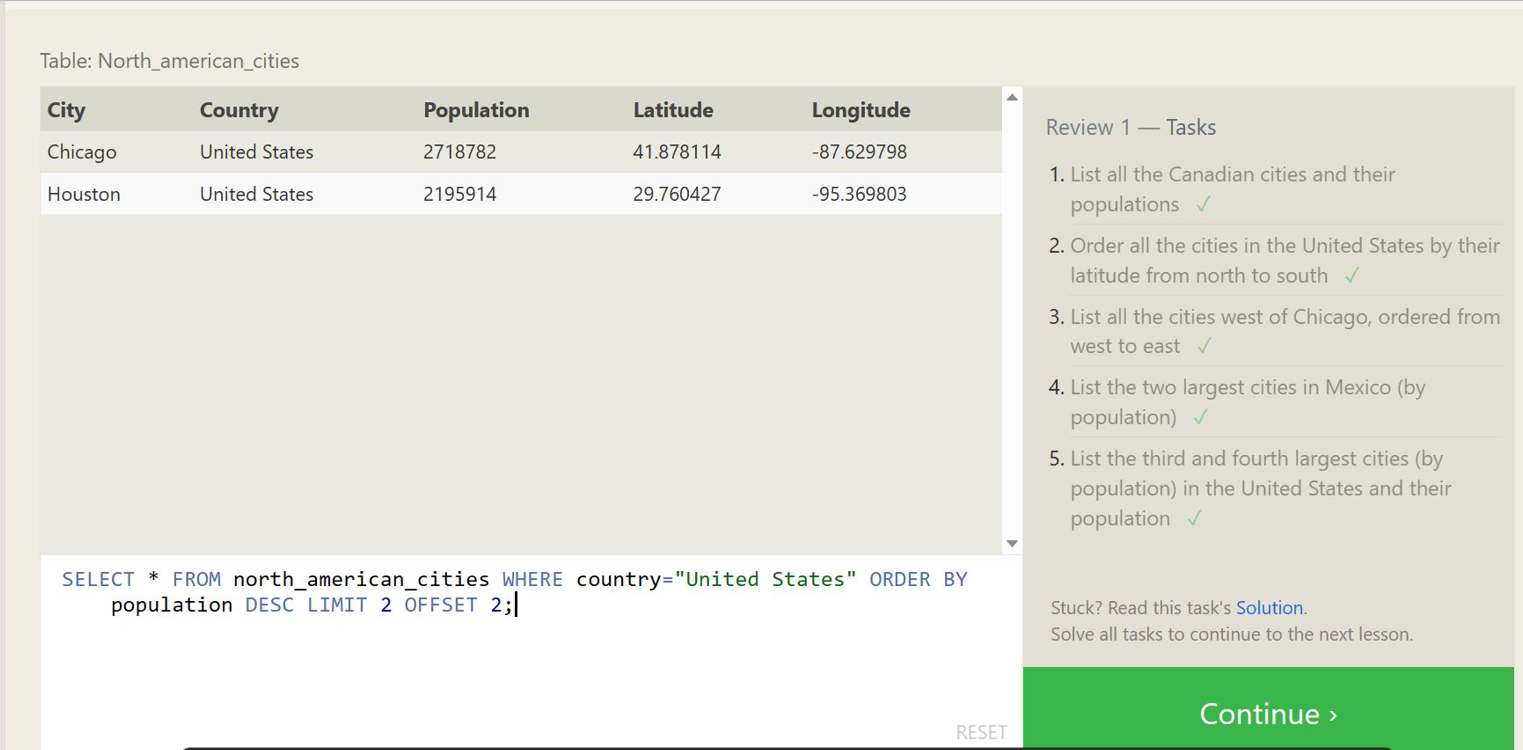 Table: North_american_cities
City Country Population Latitude Longitude
Chicago United States 2718782 41.878114 -87.629798
Houston United States 2195914 29.760427 -95.369803
SELECT * FROM north_american_cities WHERE country="United States" ORDER BY
population DESC LIMIT 2 OFFSET 2;
RESET
Review 1 — Tasks
1. List all the Canadian cities and their
populations ✓
2. Order all the cities in the United States by their
latitude from north to south ✓
3. List all the cities west of Chicago, ordered from
west to east ✓
4. List the two largest cities in Mexico (by
population) ✓
5. List the third and fourth largest cities (by
population) in the United States and their
population ✓
Stuck? Read this task's Solution.
Solve all tasks to continue to the next lesson.
Continue ›